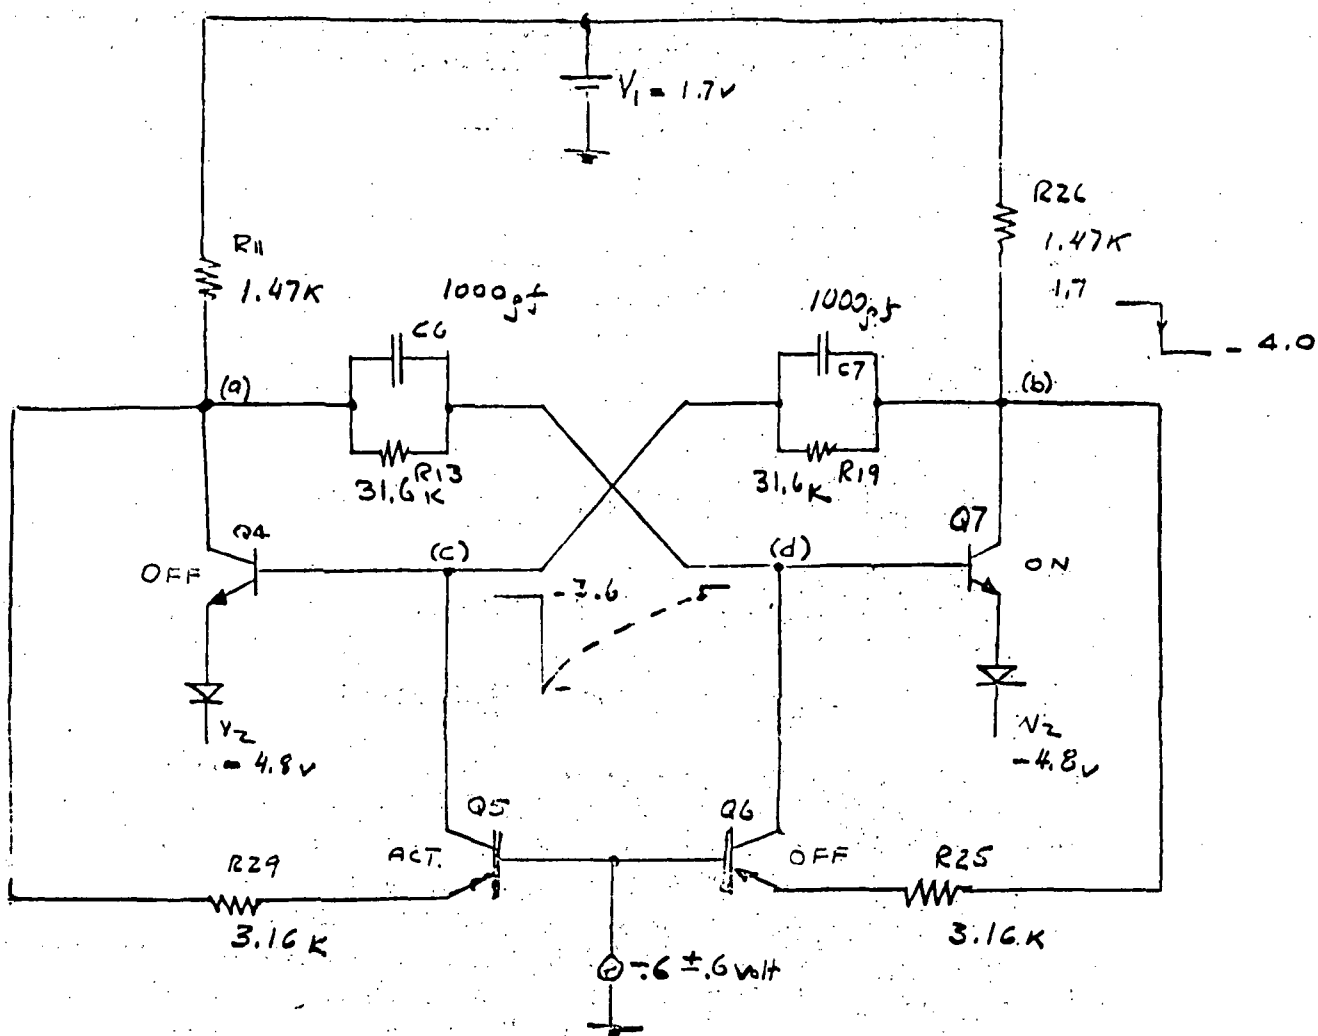 V1 = 1.7v
R26
1.47K
1.7
- 4.0
R11
1.47K
1000pf
C6
1000pf
C7
(a)
(b)
R13
31.6K
R19
31.6K
Q4
OFF
(c)
(d)
Q7
ON
V2
- 4.8v
V2
-4.8v
Q5
ACT.
Q6
OFF
R29
3.16K
R25
3.16K
-.6 ±.6 volt